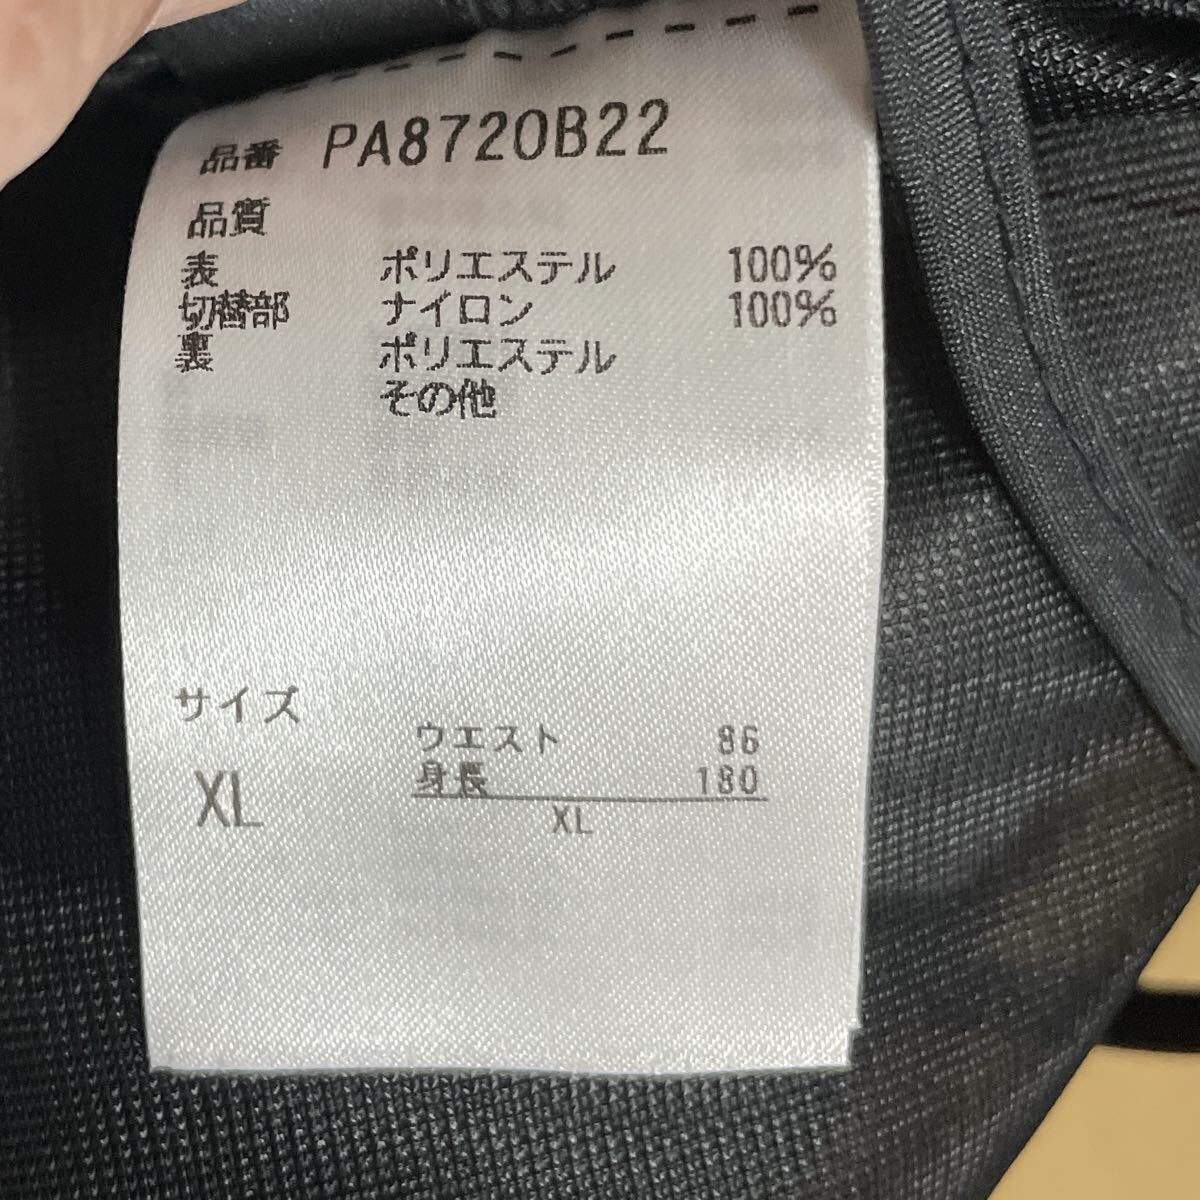 品番 PA8720B22
品質
表 ポリエステル 100%
切替部 ナイロン 100%
裏 ポリエステル
その他
サイズ
XL
ウエスト 86
身長 180
XL